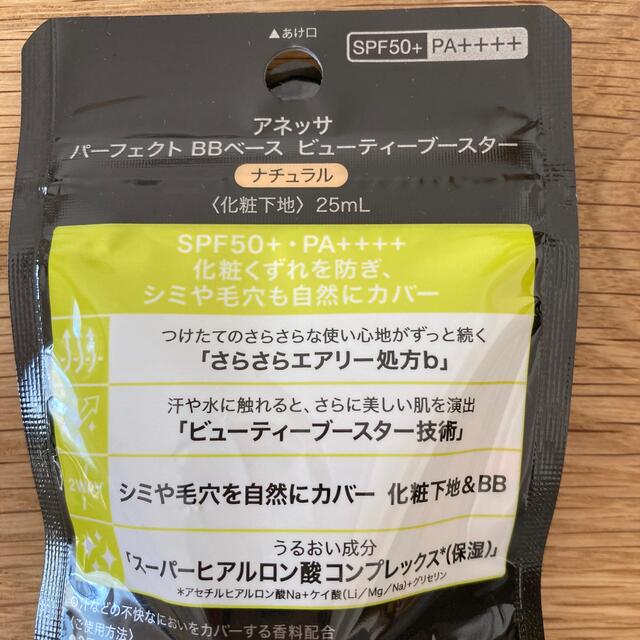 ▲あけ口
SPF50+ PA++++
アネッサ
パーフェクト BBベース ビューティーブースター
ナチュラル
〈化粧下地〉 25mL
SPF50+・PA++++
化粧くずれを防ぎ、
シミや毛穴も自然にカバー
つけたてのさらさらな使い心地がずっと続く
「さらさらエアリー処方b」
汗や水に触れると、さらに美しい肌を演出
「ビューティーブースター技術」
2WAY
シミや毛穴を自然にカバー 化粧下地&BB
うるおい成分
「スーパーヒアルロン酸コンプレックス*(保湿)」
*アセチルヒアルロン酸Na+ケイ酸(Li/Mg/Na)+グリセリン
などの不快なにおいをカバーする香料配合
〈ご使用方法〉